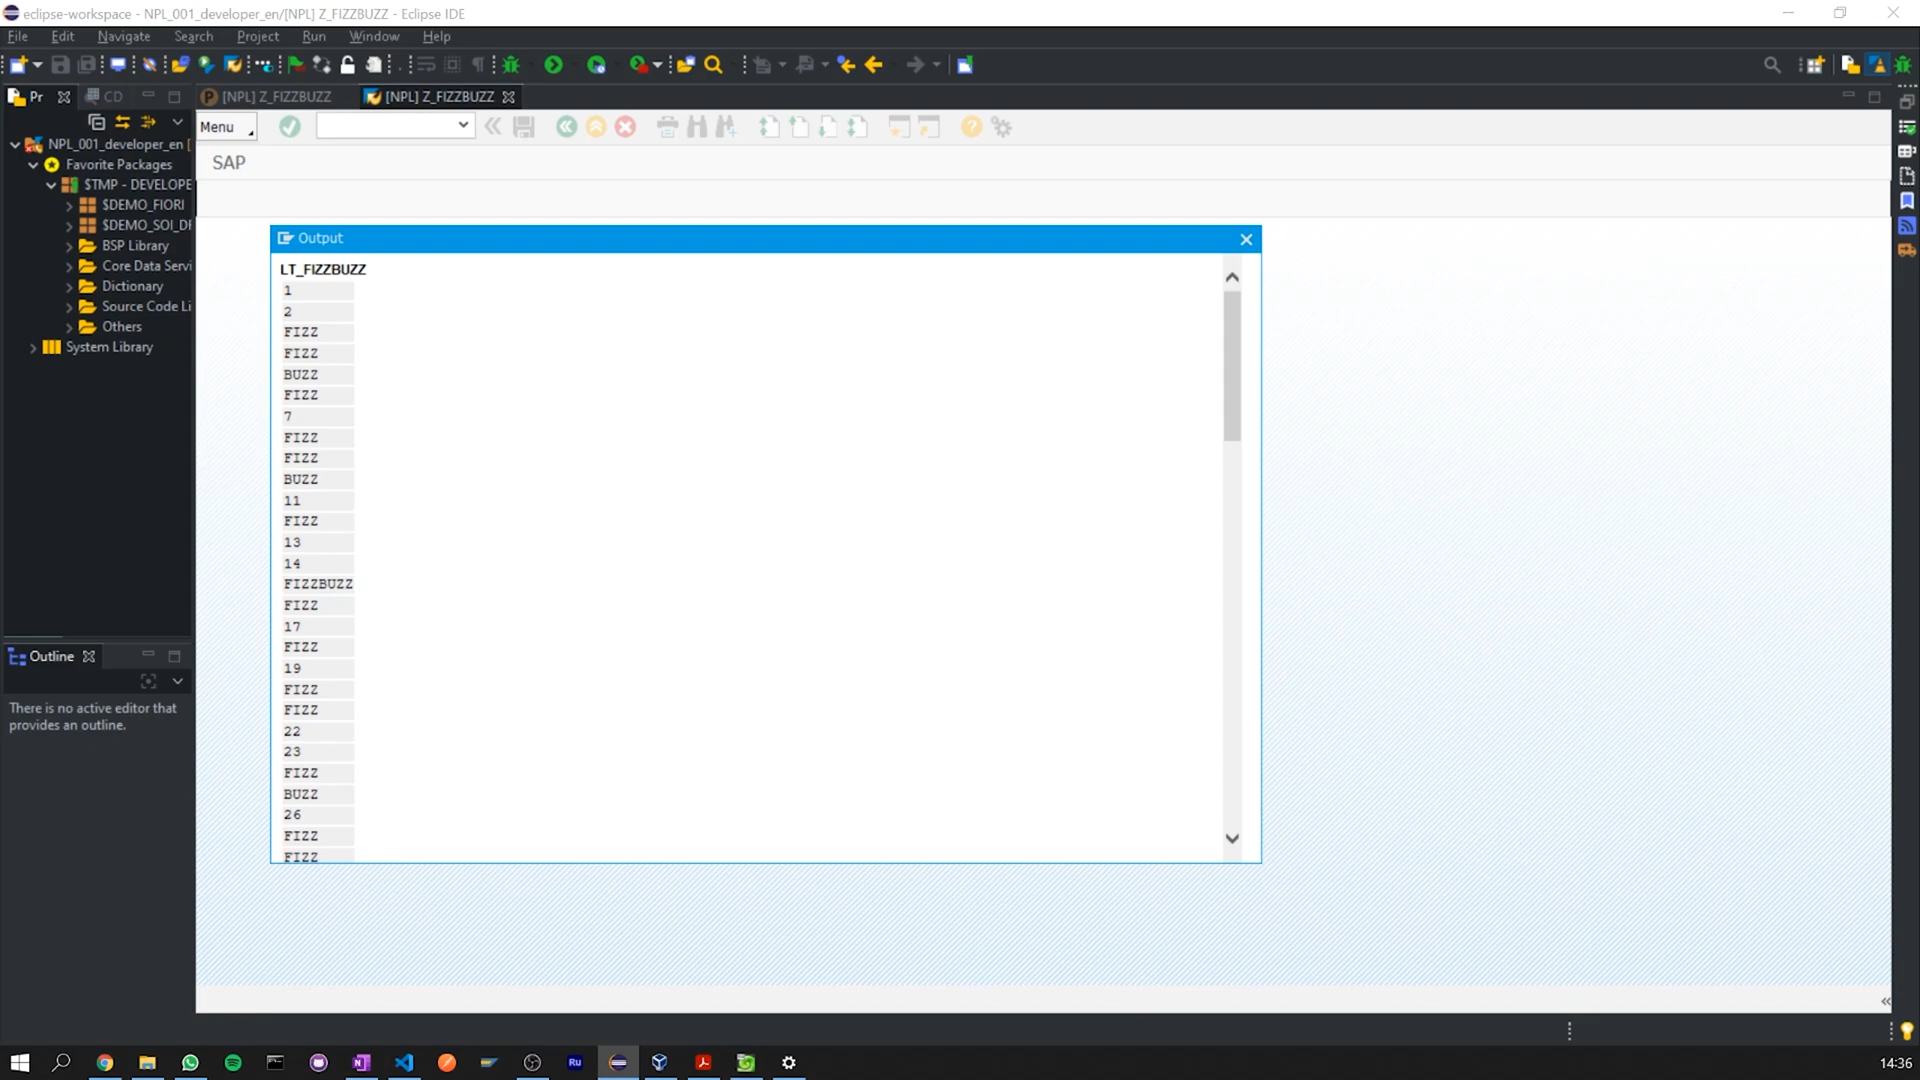 eclipse-workspace - NPL_001_developer_en/[NPL] Z_FIZZBUZZ - Eclipse IDE
File Edit Navigate Search Project Run Window Help
Pr CD [NPL] Z_FIZZBUZZ [NPL] Z_FIZZBUZZ
Menu
NPL_001_developer_en [
Favorite Packages
$TMP - DEVELOPE
$DEMO_FIORI
$DEMO_SOI_DR
BSP Library
Core Data Servi
Dictionary
Source Code Li
Others
System Library
SAP
Output
LT_FIZZBUZZ
1
2
FIZZ
FIZZ
BUZZ
FIZZ
7
FIZZ
FIZZ
BUZZ
11
FIZZ
13
14
FIZZBUZZ
FIZZ
17
FIZZ
19
FIZZ
FIZZ
22
23
FIZZ
BUZZ
26
FIZZ
FIZZ
Outline
There is no active editor that
provides an outline.
Ru
14:36